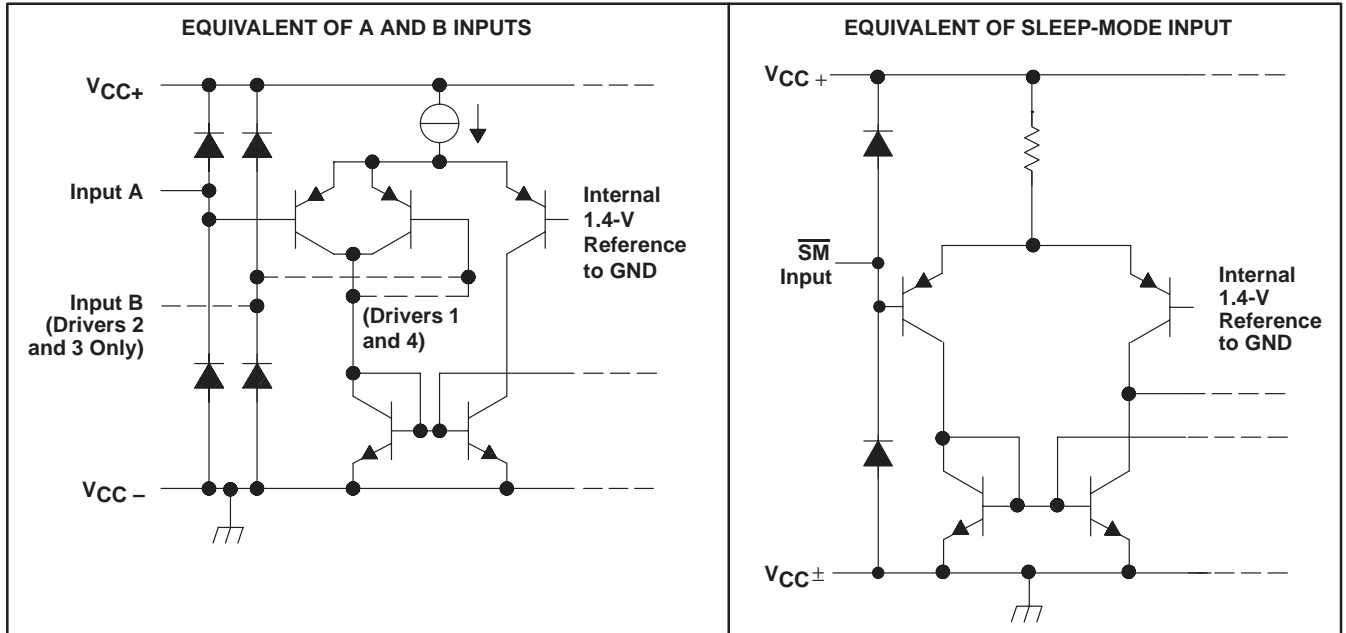 EQUIVALENT OF A AND B INPUTS
VCC+
Input A
Input B
(Drivers 2
and 3 Only)
(Drivers 1
and 4)
Internal
1.4-V
Reference
to GND
VCC –
EQUIVALENT OF SLEEP-MODE INPUT
VCC +
S̅M̅
Input
Internal
1.4-V
Reference
to GND
VCC ±